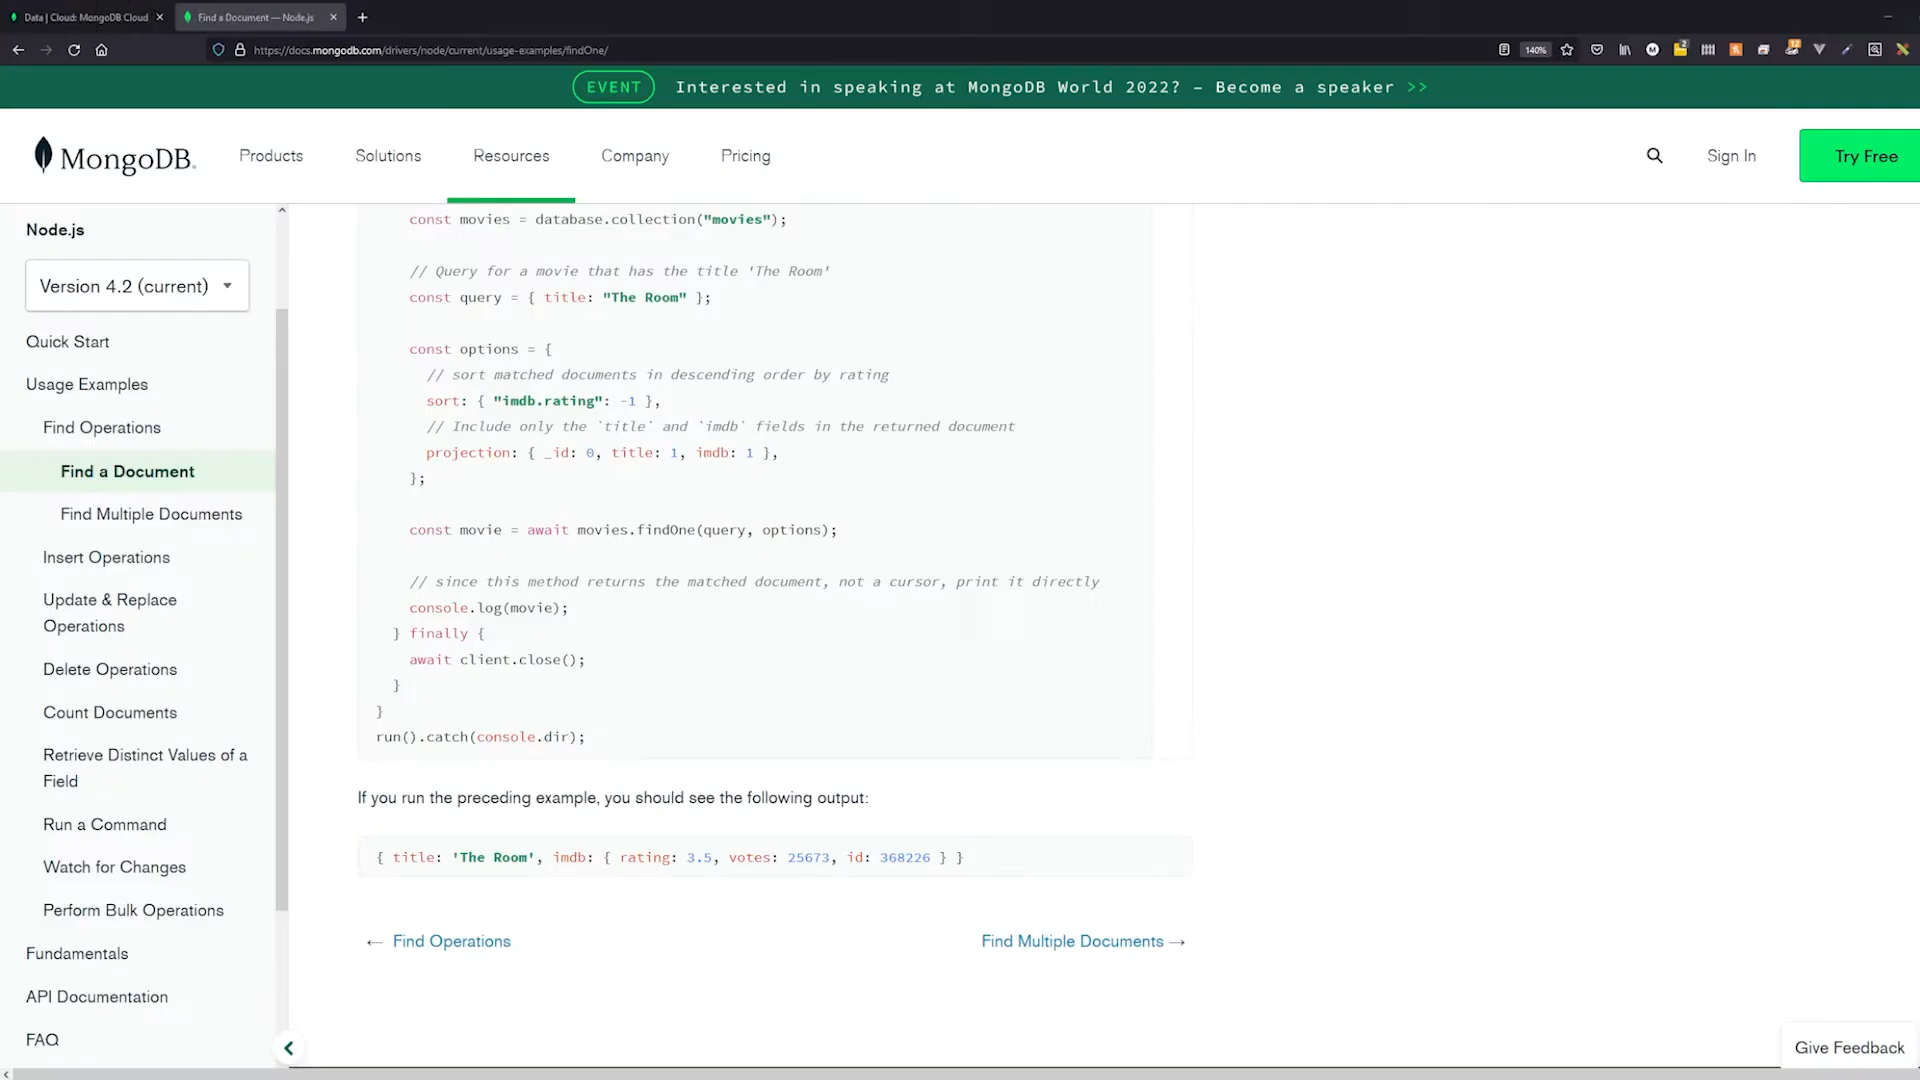 Data | Cloud: MongoDB Cloud
Find a Document — Node.js
https://docs.mongodb.com/drivers/node/current/usage-examples/findOne/
140%
2
12
EVENT
Interested in speaking at MongoDB World 2022? – Become a speaker >>
MongoDB.
Products
Solutions
Resources
Company
Pricing
Sign In
Try Free
Node.js
Version 4.2 (current)
Quick Start
Usage Examples
Find Operations
Find a Document
Find Multiple Documents
Insert Operations
Update & Replace
Operations
Delete Operations
Count Documents
Retrieve Distinct Values of a
Field
Run a Command
Watch for Changes
Perform Bulk Operations
Fundamentals
API Documentation
FAQ
const movies = database.collection("movies");
// Query for a movie that has the title 'The Room'
const query = { title: "The Room" };
const options = {
// sort matched documents in descending order by rating
sort: { "imdb.rating": -1 },
// Include only the `title` and `imdb` fields in the returned document
projection: { _id: 0, title: 1, imdb: 1 },
};
const movie = await movies.findOne(query, options);
// since this method returns the matched document, not a cursor, print it directly
console.log(movie);
} finally {
await client.close();
}
}
run().catch(console.dir);
If you run the preceding example, you should see the following output:
{ title: 'The Room', imdb: { rating: 3.5, votes: 25673, id: 368226 } }
← Find Operations
Find Multiple Documents →
Give Feedback